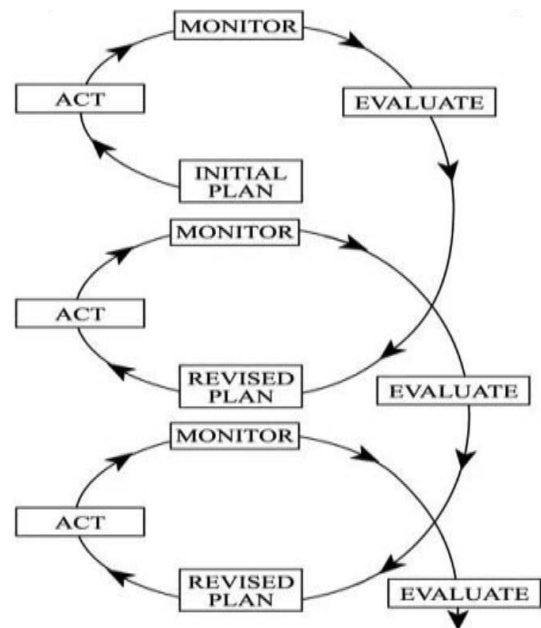 MONITOR
EVALUATE
ACT
INITIAL
PLAN
MONITOR
ACT
REVISED
PLAN
EVALUATE
MONITOR
ACT
REVISED
PLAN
EVALUATE